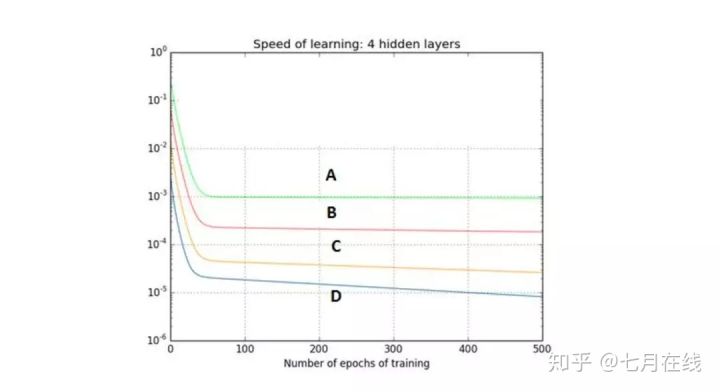 Speed of learning: 4 hidden layers
10^0
10^-1
10^-2
10^-3
10^-4
10^-5
10^-6
A
B
C
D
0 100 200 300 400 500
Number of epochs of training
知乎 @七月在线